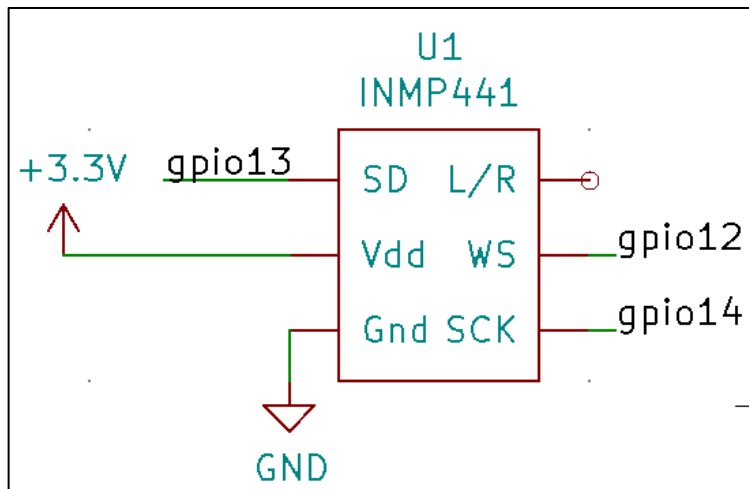 U1
INMP441
+3.3V
gpio13
SD
L/R
Vdd
WS
gpio12
Gnd
SCK
gpio14
GND